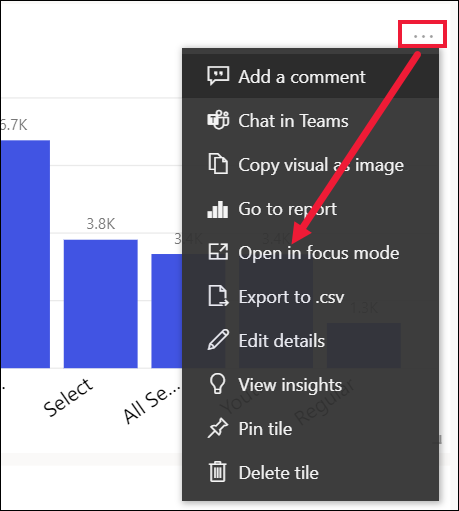 ...
Add a comment
6.7K
Chat in Teams
Copy visual as image
Go to report
3.8K
3.4K
Open in focus mode
Export to .csv
1.3K
Edit details
...
Select
All Se...
View insights
Regular
Pin tile
Delete tile